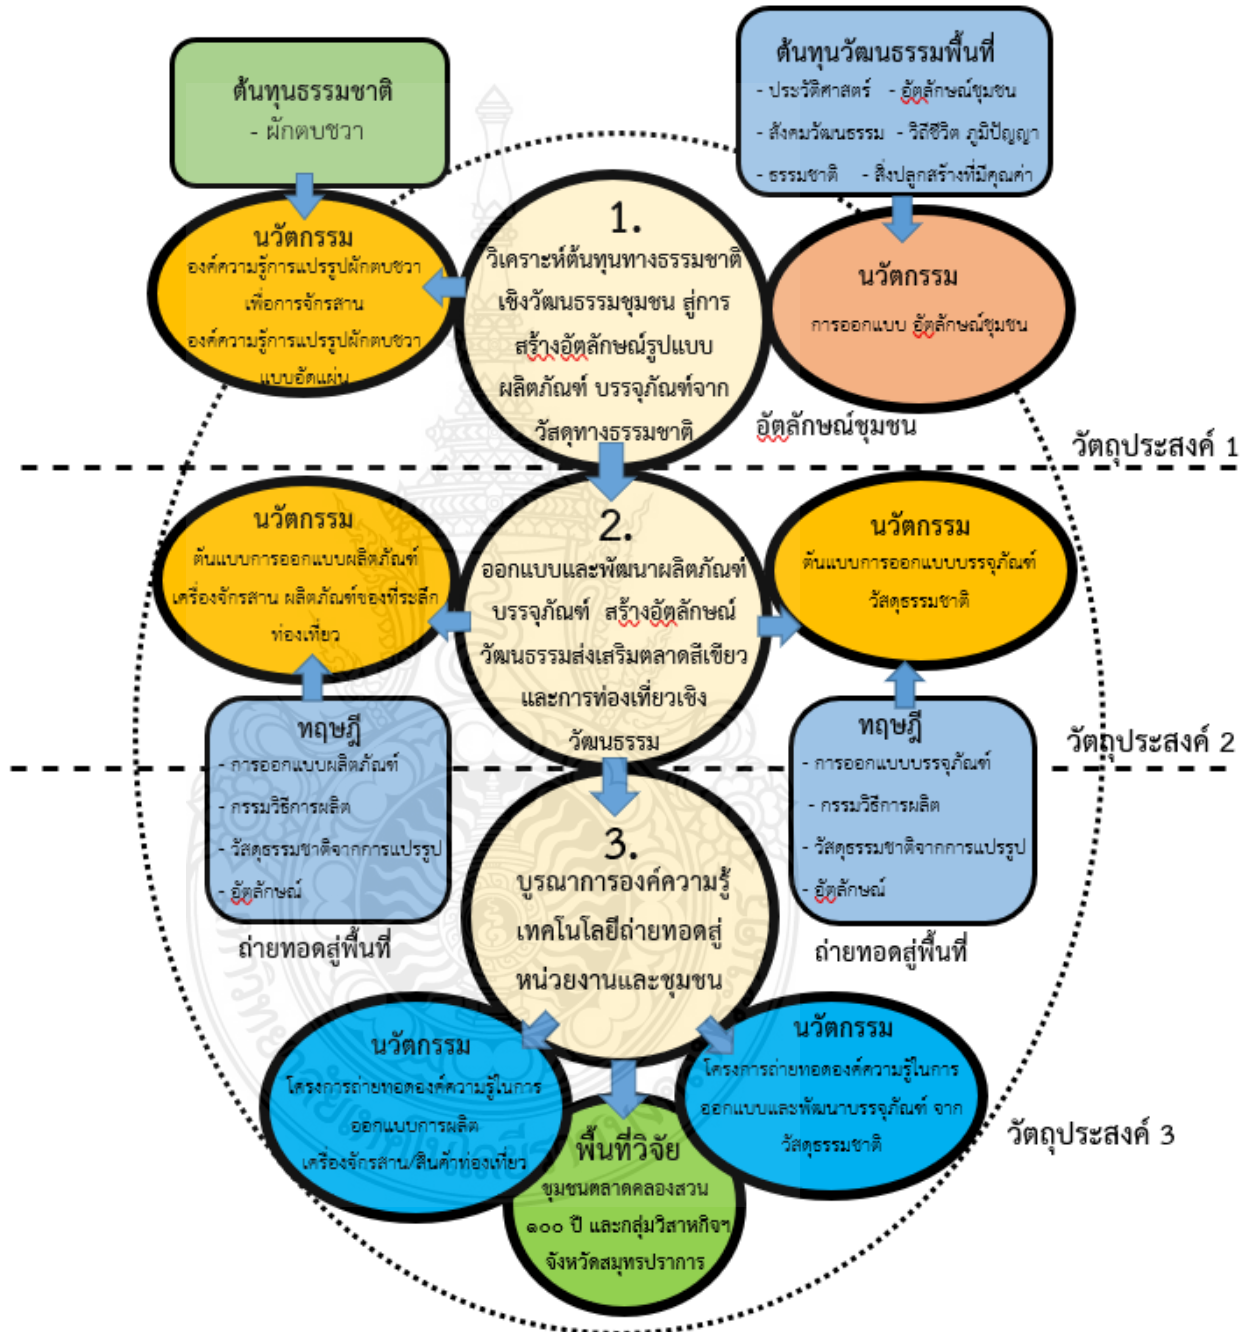 ต้นทุนธรรมชาติ
- ผักตบชวา
ต้นทุนวัฒนธรรมพื้นที่
- ประวัติศาสตร์ - อัตลักษณ์ชุมชน
- สังคมวัฒนธรรม - วิถีชีวิต ภูมิปัญญา
- ธรรมชาติ - สิ่งปลูกสร้างที่มีคุณค่า
นวัตกรรม
องค์ความรู้การแปรรูปผักตบชวา
เพื่อการจักรสาน
องค์ความรู้การแปรรูปผักตบชวา
แบบอัดแผ่น
1.
วิเคราะห์ต้นทุนทางธรรมชาติ
เชิงวัฒนธรรมชุมชน สู่การ
สร้างอัตลักษณ์รูปแบบ
ผลิตภัณฑ์ บรรจุภัณฑ์จาก
วัสดุทางธรรมชาติ
นวัตกรรม
การออกแบบ อัตลักษณ์ชุมชน
อัตลักษณ์ชุมชน
วัตถุประสงค์ 1
นวัตกรรม
ต้นแบบการออกแบบผลิตภัณฑ์
เครื่องจักรสาน ผลิตภัณฑ์ของที่ระลึก
ท่องเที่ยว
2.
ออกแบบและพัฒนาผลิตภัณฑ์
บรรจุภัณฑ์ สร้างอัตลักษณ์
วัฒนธรรมส่งเสริมตลาดสีเขียว
และการท่องเที่ยวเชิง
วัฒนธรรม
นวัตกรรม
ต้นแบบการออกแบบบรรจุภัณฑ์
วัสดุธรรมชาติ
ทฤษฎี
- การออกแบบผลิตภัณฑ์
- กรรมวิธีการผลิต
- วัสดุธรรมชาติจากการแปรรูป
- อัตลักษณ์
ถ่ายทอดสู่พื้นที่
ทฤษฎี
- การออกแบบบรรจุภัณฑ์
- กรรมวิธีการผลิต
- วัสดุธรรมชาติจากการแปรรูป
- อัตลักษณ์
ถ่ายทอดสู่พื้นที่
วัตถุประสงค์ 2
3.
บูรณาการองค์ความรู้
เทคโนโลยีถ่ายทอดสู่
หน่วยงานและชุมชน
นวัตกรรม
โครงการถ่ายทอดองค์ความรู้ในการ
ออกแบบการผลิต
เครื่องจักรสาน/สินค้าท่องเที่ยว
นวัตกรรม
โครงการถ่ายทอดองค์ความรู้ในการ
ออกแบบและพัฒนาบรรจุภัณฑ์ จาก
วัสดุธรรมชาติ
วัตถุประสงค์ 3
พื้นที่วิจัย
ชุมชนตลาดคลองสวน
๑๐๐ ปี และกลุ่มวิสาหกิจฯ
จังหวัดสมุทรปราการ